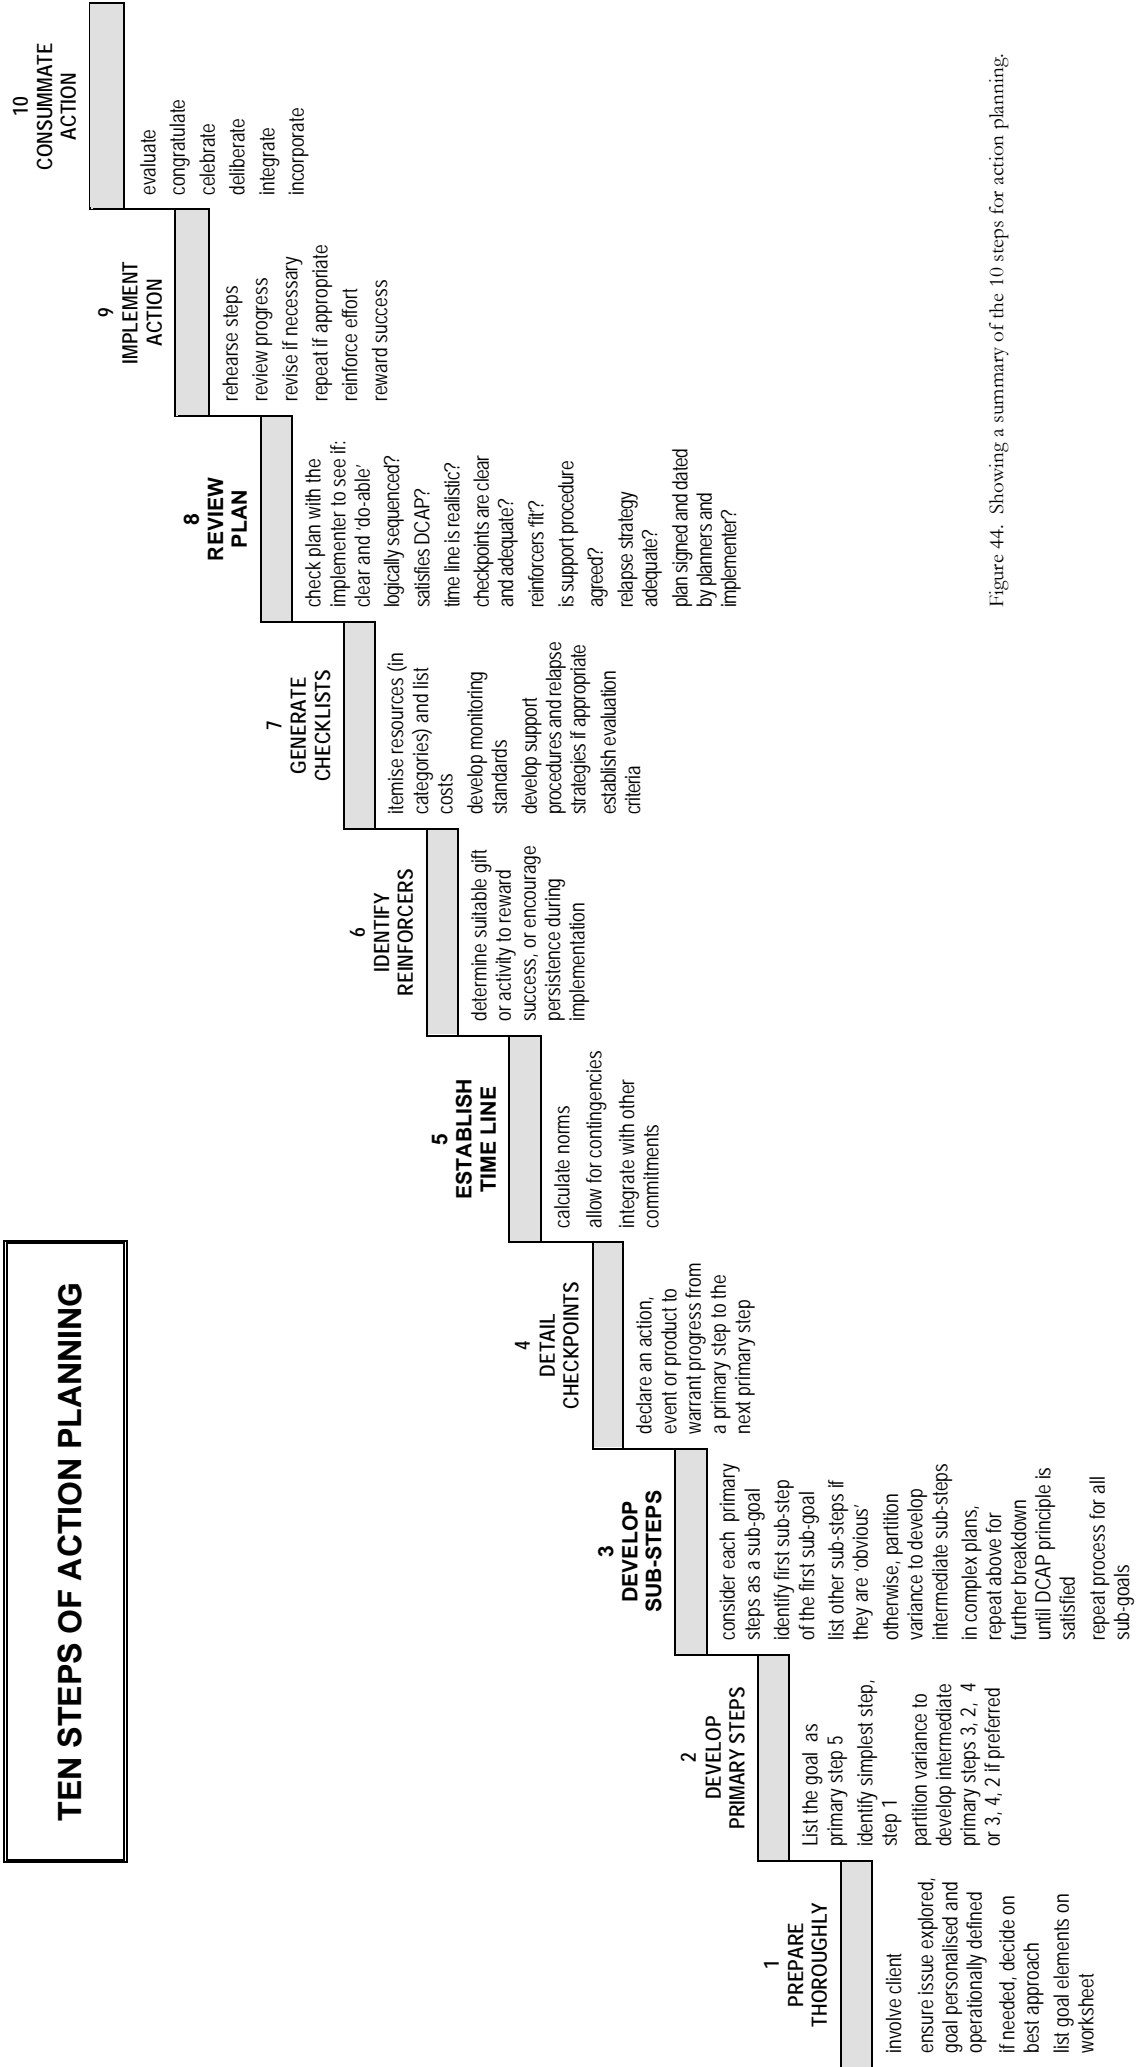 TEN STEPS OF ACTION PLANNING
1
PREPARE
THOROUGHLY
involve client
ensure issue explored,
goal personalised and
operationally defined
if needed, decide on
best approach
list goal elements on
worksheet
2
DEVELOP
PRIMARY STEPS
List the goal as
primary step 5
identify simplest step,
step 1
partition variance to
develop intermediate
primary steps 3, 2, 4
or 3, 4, 2 if preferred
3
DEVELOP
SUB-STEPS
consider each primary
steps as a sub-goal
identify first sub-step
of the first sub-goal
list other sub-steps if
they are ‘obvious’
otherwise, partition
variance to develop
intermediate sub-steps
in complex plans,
repeat above for
further breakdown
until DCAP principle is
satisfied
repeat process for all
sub-goals
4
DETAIL
CHECKPOINTS
declare an action,
event or product to
warrant progress from
a primary step to the
next primary step
5
ESTABLISH
TIME LINE
calculate norms
allow for contingencies
integrate with other
commitments
6
IDENTIFY
REINFORCERS
determine suitable gift
or activity to reward
success, or encourage
persistence during
implementation
7
GENERATE
CHECKLISTS
itemise resources (in
categories) and list
costs
develop monitoring
standards
develop support
procedures and relapse
strategies if appropriate
establish evaluation
criteria
8
REVIEW
PLAN
check plan with the
implementer to see if:
clear and ‘do-able’
logically sequenced?
satisfies DCAP?
time line is realistic?
checkpoints are clear
and adequate?
reinforcers ‘fit’?
is support procedure
agreed?
relapse strategy
adequate?
plan signed and dated
by planners and
implementer?
9
IMPLEMENT
ACTION
rehearse steps
review progress
revise if necessary
repeat if appropriate
reinforce effort
reward success
10
CONSUMMATE
ACTION
evaluate
congratulate
celebrate
deliberate
integrate
incorporate
Figure 44. Showing a summary of the 10 steps for action planning.